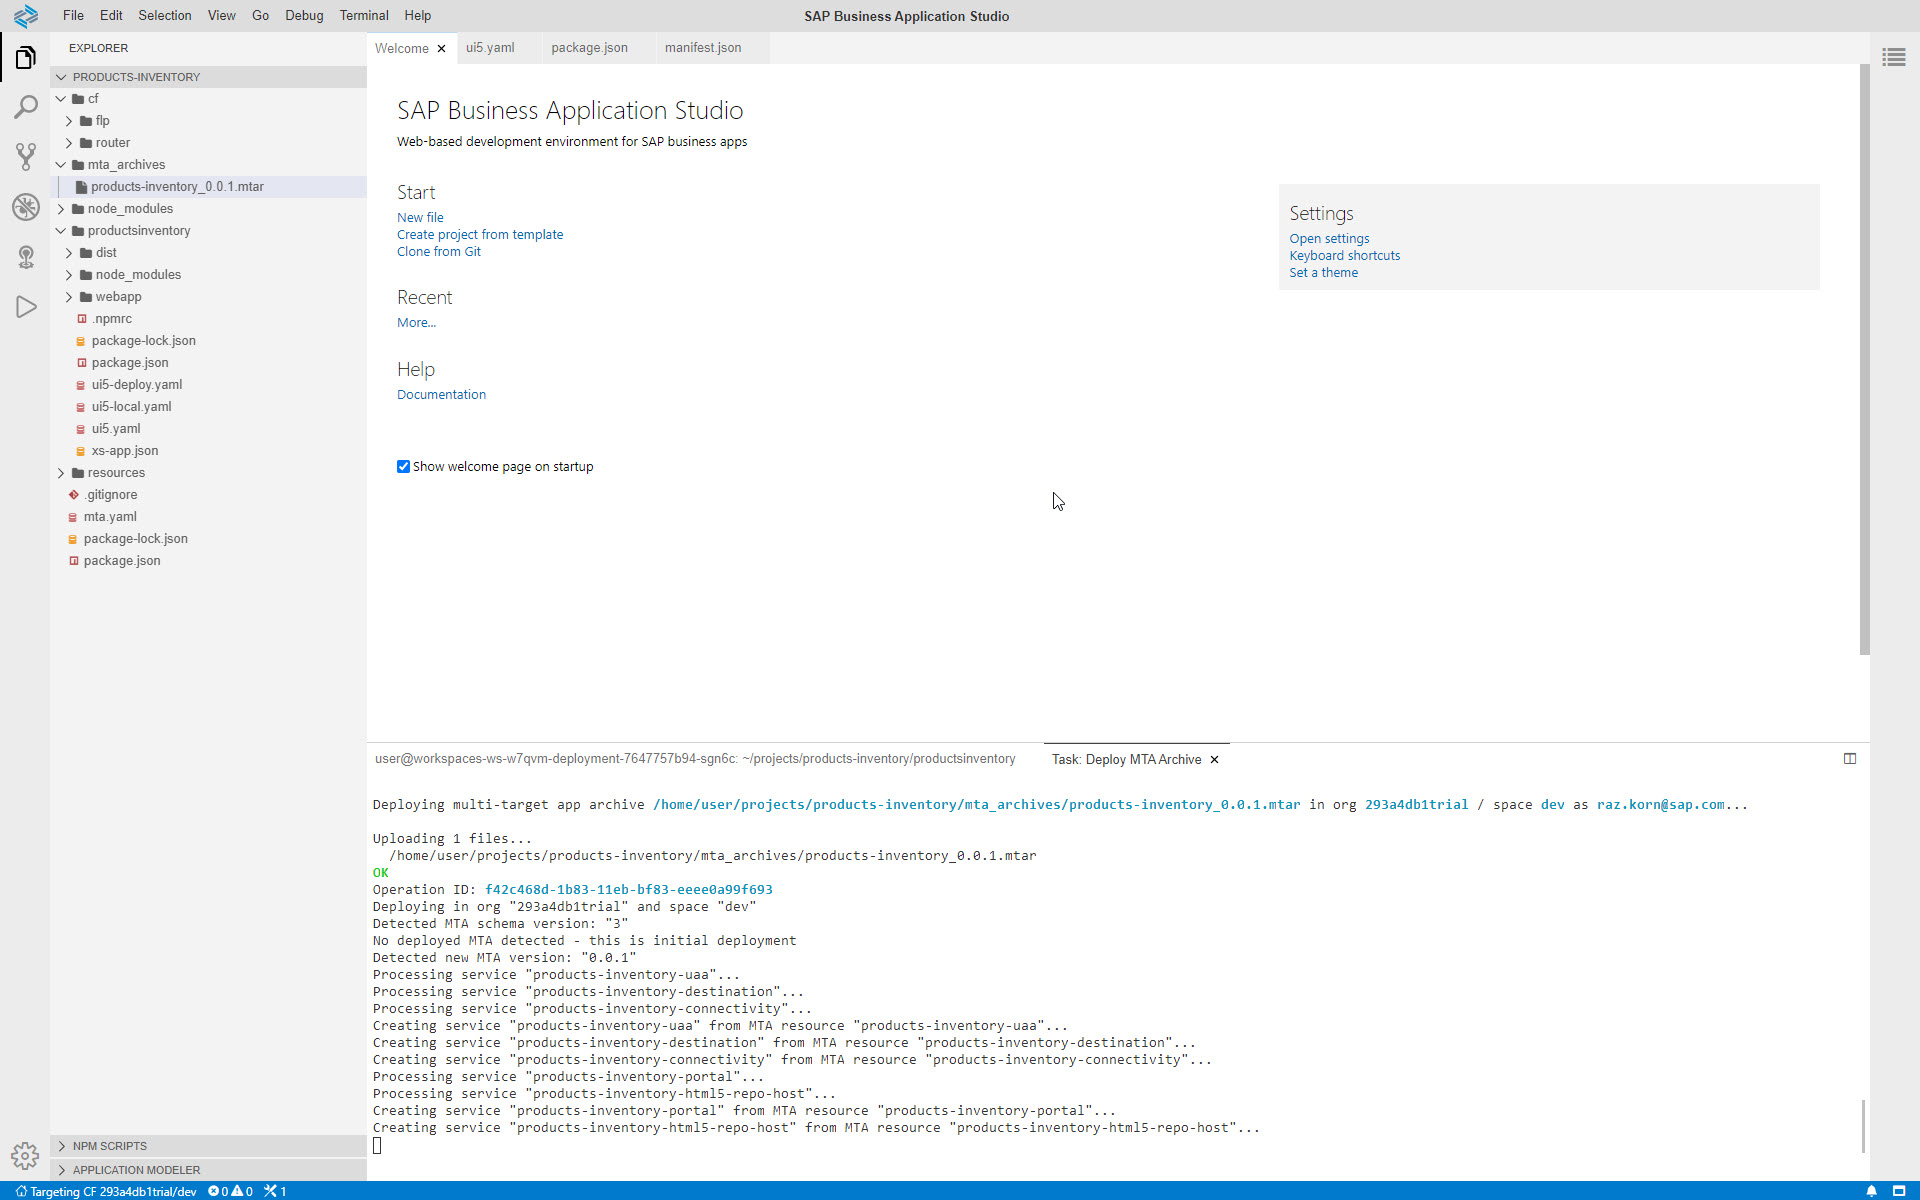 File Edit Selection View Go Debug Terminal Help
SAP Business Application Studio
EXPLORER
PRODUCTS-INVENTORY
cf
flp
router
mta_archives
products-inventory_0.0.1.mtar
node_modules
productsinventory
dist
node_modules
webapp
.npmrc
package-lock.json
package.json
ui5-deploy.yaml
ui5-local.yaml
ui5.yaml
xs-app.json
resources
.gitignore
mta.yaml
package-lock.json
package.json
NPM SCRIPTS
APPLICATION MODELER
Welcome ui5.yaml package.json manifest.json
SAP Business Application Studio
Web-based development environment for SAP business apps
Start
New file
Create project from template
Clone from Git
Recent
More...
Help
Documentation
Show welcome page on startup
Settings
Open settings
Keyboard shortcuts
Set a theme
user@workspaces-ws-w7qvm-deployment-7647757b94-sgn6c: ~/projects/products-inventory/productsinventory Task: Deploy MTA Archive
Deploying multi-target app archive /home/user/projects/products-inventory/mta_archives/products-inventory_0.0.1.mtar in org 293a4db1trial / space dev as raz.korn@sap.com...
Uploading 1 files...
/home/user/projects/products-inventory/mta_archives/products-inventory_0.0.1.mtar
OK
Operation ID: f42c468d-1b83-11eb-bf83-eeee0a99f693
Deploying in org "293a4db1trial" and space "dev"
Detected MTA schema version: "3"
No deployed MTA detected - this is initial deployment
Detected new MTA version: "0.0.1"
Processing service "products-inventory-uaa"...
Processing service "products-inventory-destination"...
Processing service "products-inventory-connectivity"...
Creating service "products-inventory-uaa" from MTA resource "products-inventory-uaa"...
Creating service "products-inventory-destination" from MTA resource "products-inventory-destination"...
Creating service "products-inventory-connectivity" from MTA resource "products-inventory-connectivity"...
Processing service "products-inventory-portal"...
Processing service "products-inventory-html5-repo-host"...
Creating service "products-inventory-portal" from MTA resource "products-inventory-portal"...
Creating service "products-inventory-html5-repo-host" from MTA resource "products-inventory-html5-repo-host"...
Targeting CF 293a4db1trial/dev 0 0 1